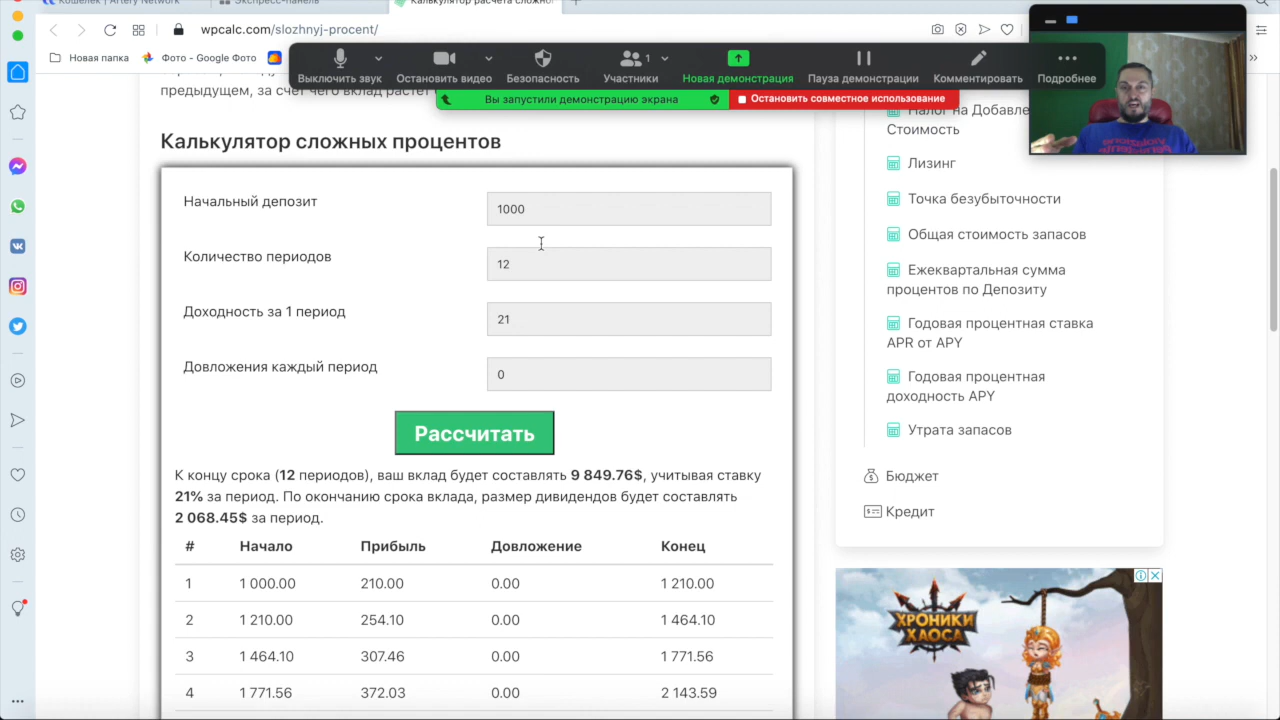 Кошелек | Artery Network
Экспресс-панель
Калькулятор расчета сложно
wpcalc.com/slozhnyj-procent/
Новая папка
Фото - Google Фото
Выключить звук
Остановить видео
Безопасность
Участники
1
Новая демонстрация
Пауза демонстрации
Комментировать
Подробнее
Вы запустили демонстрацию экрана
Остановить совместное использование
предыдущем, за счет чего вклад растет
Калькулятор сложных процентов
Начальный депозит
1000
Количество периодов
12
Доходность за 1 период
21
Довложения каждый период
0
Рассчитать
К концу срока (12 периодов), ваш вклад будет составлять 9 849.76$, учитывая ставку
21% за период. По окончанию срока вклада, размер дивидендов будет составлять
2 068.45$ за период.
# Начало Прибыль Довложение Конец
1 1 000.00 210.00 0.00 1 210.00
2 1 210.00 254.10 0.00 1 464.10
3 1 464.10 307.46 0.00 1 771.56
4 1 771.56 372.03 0.00 2 143.59
Налог на Добавле
Стоимость
Лизинг
Точка безубыточности
Общая стоимость запасов
Ежеквартальная сумма
процентов по Депозиту
Годовая процентная ставка
APR от APY
Годовая процентная
доходность APY
Утрата запасов
Бюджет
Кредит
ХРОНИКИ
ХАОСА